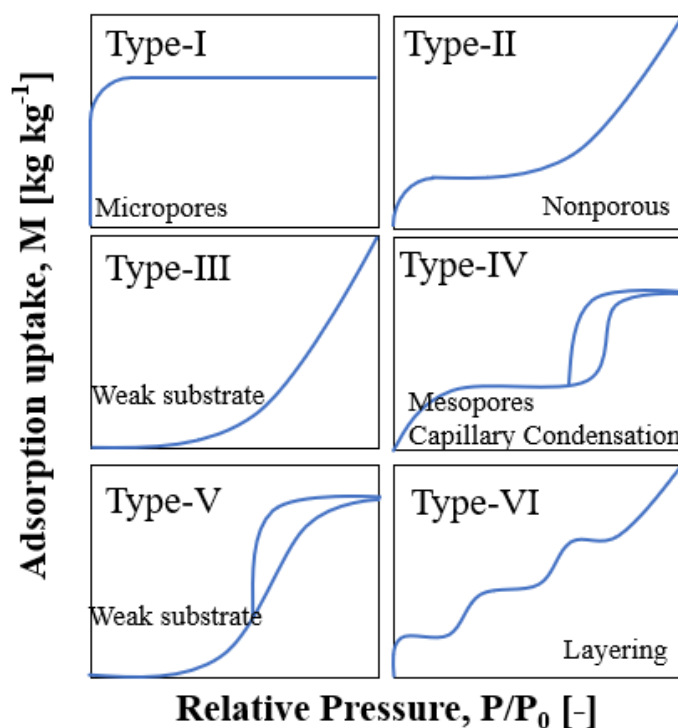 Adsorption uptake, M [kg kg⁻¹]
Type-I
Micropores
Type-II
Nonporous
Type-III
Weak substrate
Type-IV
Mesopores
Capillary Condensation
Type-V
Weak substrate
Type-VI
Layering
Relative Pressure, P/P₀ [-]